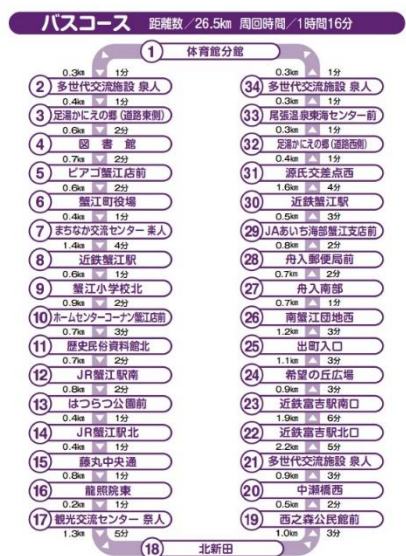 バスコース 距離数/26.5km 周回時間/1時間16分
1 体育館分館
0.3km 1分
2 多世代交流施設 泉人
0.4km 1分
3 足湯かにえの郷(道路東側)
0.6km 2分
4 図書館
0.7km 2分
5 ピアゴ蟹江店前
0.6km 2分
6 蟹江町役場
0.4km 1分
7 まちなか交流センター 楽人
1.4km 4分
8 近鉄蟹江駅
0.6km 1分
9 蟹江小学校北
0.9km 2分
10 ホームセンターコーナン蟹江店前
0.7km 3分
11 歴史民俗資料館北
0.7km 2分
12 JR蟹江駅南
0.8km 2分
13 はつらつ公園前
0.4km 1分
14 JR蟹江駅北
0.4km 1分
15 藤丸中央通
0.8km 1分
16 龍照院東
0.2km 1分
17 観光交流センター 祭人
1.3km 5分
18 北新田
0.3km 1分
34 多世代交流施設 泉人
0.3km 1分
33 尾張温泉東海センター前
0.3km 1分
32 足湯かにえの郷(道路西側)
0.4km 1分
31 源氏交差点西
1.6km 4分
30 近鉄蟹江駅
0.5km 3分
29 JAあいち海部蟹江支店前
0.8km 2分
28 舟入郵便局前
0.7km 2分
27 舟入南部
0.7km 1分
26 南蟹江団地西
1.2km 3分
25 出町入口
1.1km 3分
24 希望の丘広場
0.9km 3分
23 近鉄富吉駅南口
1.9km 6分
22 近鉄富吉駅北口
2.2km 5分
21 多世代交流施設 泉人
0.9km 3分
20 中瀬橋西
0.5km 2分
19 西之森公民館前
1.0km 3分